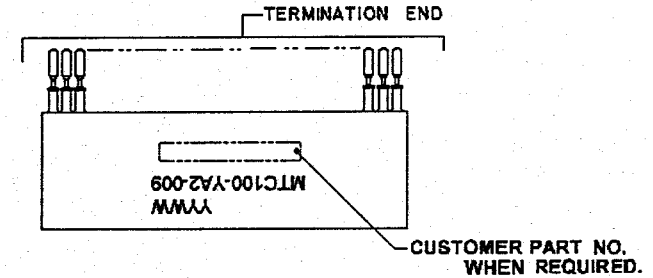 TERMINATION END
YYWW
MTC100-YA2-009
CUSTOMER PART NO.
WHEN REQUIRED.